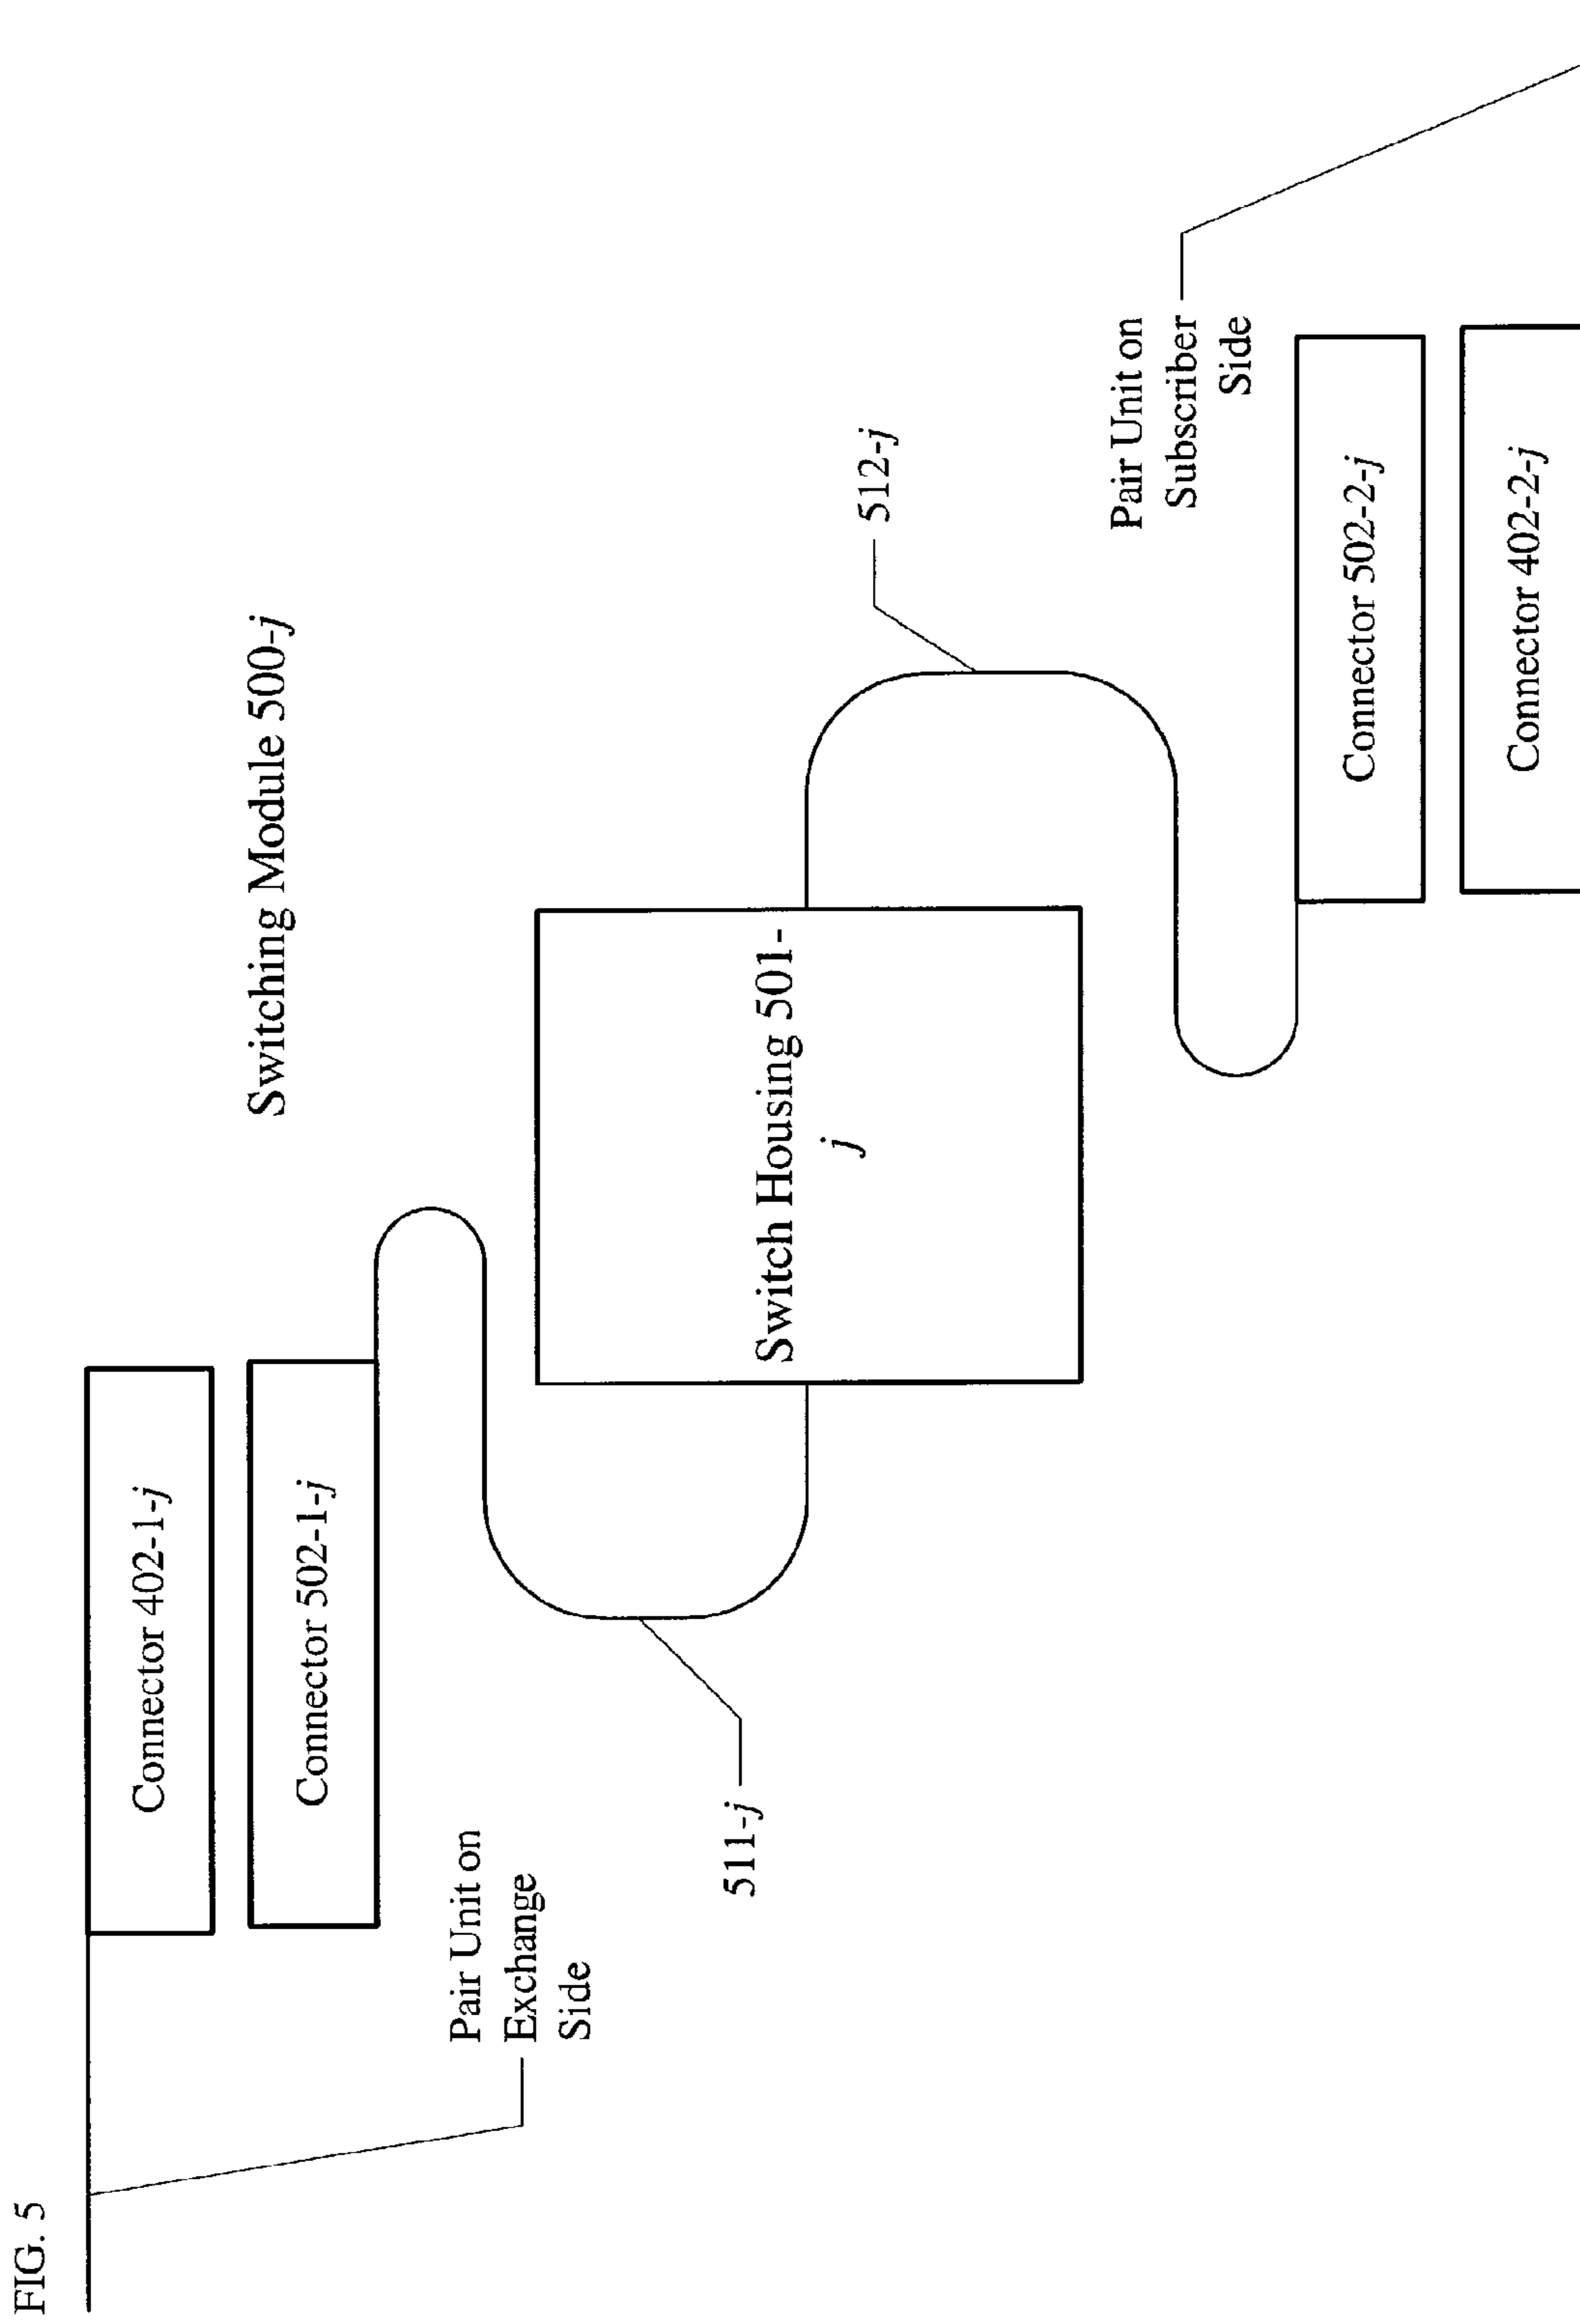 FIG. 5
Switching Module 500-j
Connector 402-1-j
Connector 502-1-j
Pair Unit on
Exchange
Side
511-j
Switch Housing 501-
j
512-j
Pair Unit on
Subscriber
Side
Connector 502-2-j
Connector 402-2-j